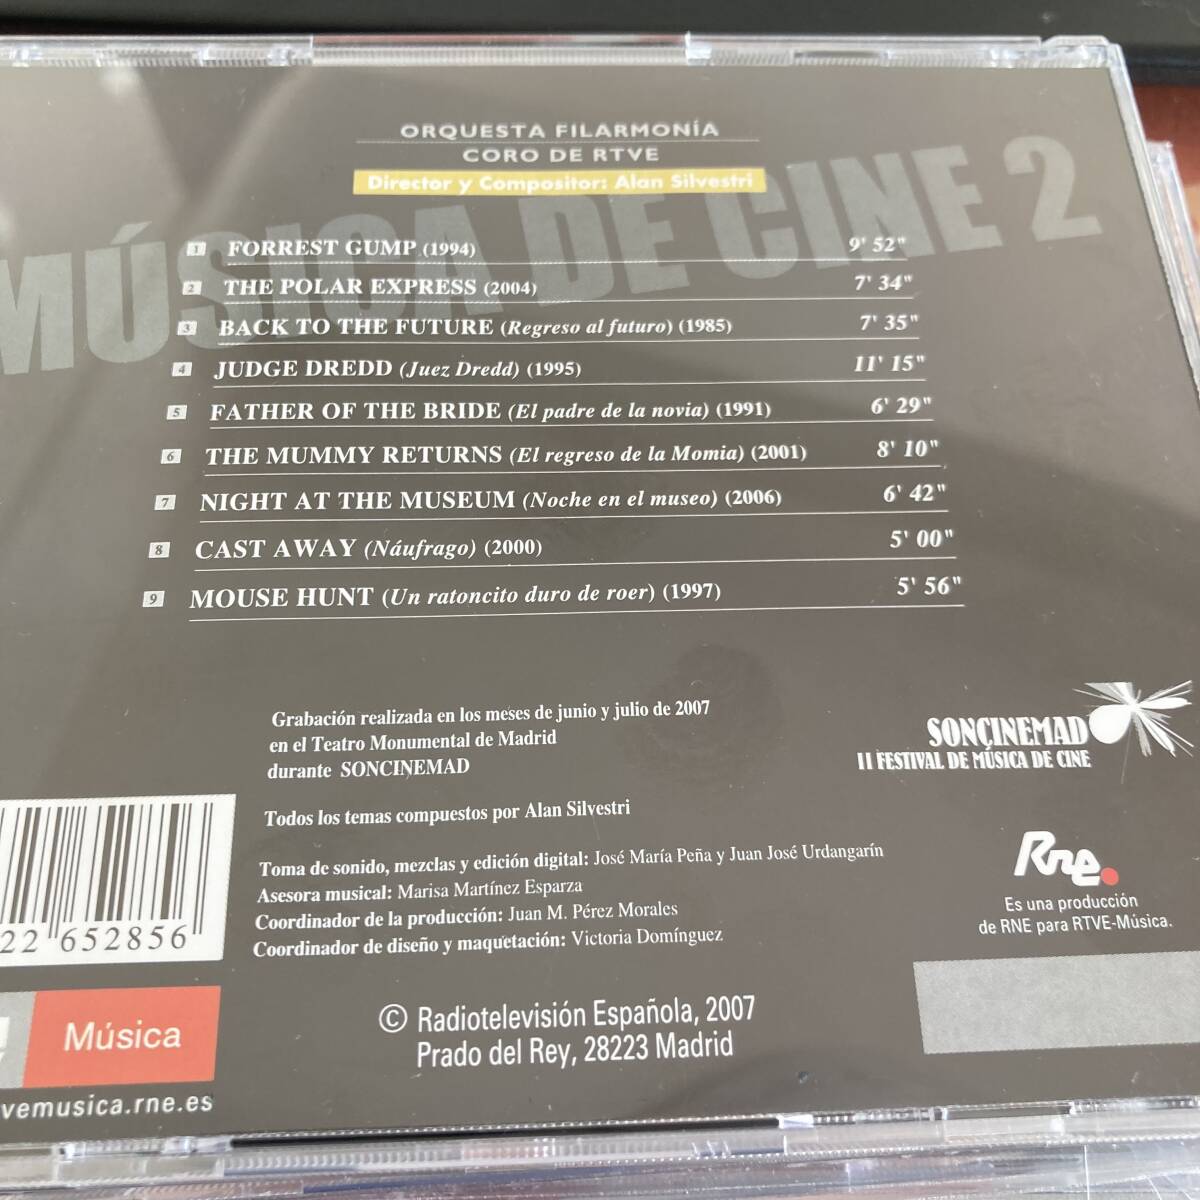 ORQUESTA FILARMONÍA
CORO DE RTVE
Director y Compositor: Alan Silvestri
MÚSICA DE CINE 2
1 FORREST GUMP (1994) 9' 52"
2 THE POLAR EXPRESS (2004) 7' 34"
3 BACK TO THE FUTURE (Regreso al futuro) (1985) 7' 35"
4 JUDGE DREDD (Juez Dredd) (1995) 11' 15"
5 FATHER OF THE BRIDE (El padre de la novia) (1991) 6' 29"
6 THE MUMMY RETURNS (El regreso de la Momia) (2001) 8' 10"
7 NIGHT AT THE MUSEUM (Noche en el museo) (2006) 6' 42"
8 CAST AWAY (Náufrago) (2000) 5' 00"
9 MOUSE HUNT (Un ratoncito duro de roer) (1997) 5' 56"
Grabación realizada en los meses de junio y julio de 2007
en el Teatro Monumental de Madrid
durante SONCINEMAD
SONCINEMAD
II FESTIVAL DE MÚSICA DE CINE
Todos los temas compuestos por Alan Silvestri
Toma de sonido, mezclas y edición digital: José María Peña y Juan José Urdangarín
Asesora musical: Marisa Martínez Esparza
Coordinador de la producción: Juan M. Pérez Morales
Coordinador de diseño y maquetación: Victoria Domínguez
Rne.
Es una producción
de RNE para RTVE-Música.
22 652856
Música
vemusica.rne.es
© Radiotelevisión Española, 2007
Prado del Rey, 28223 Madrid